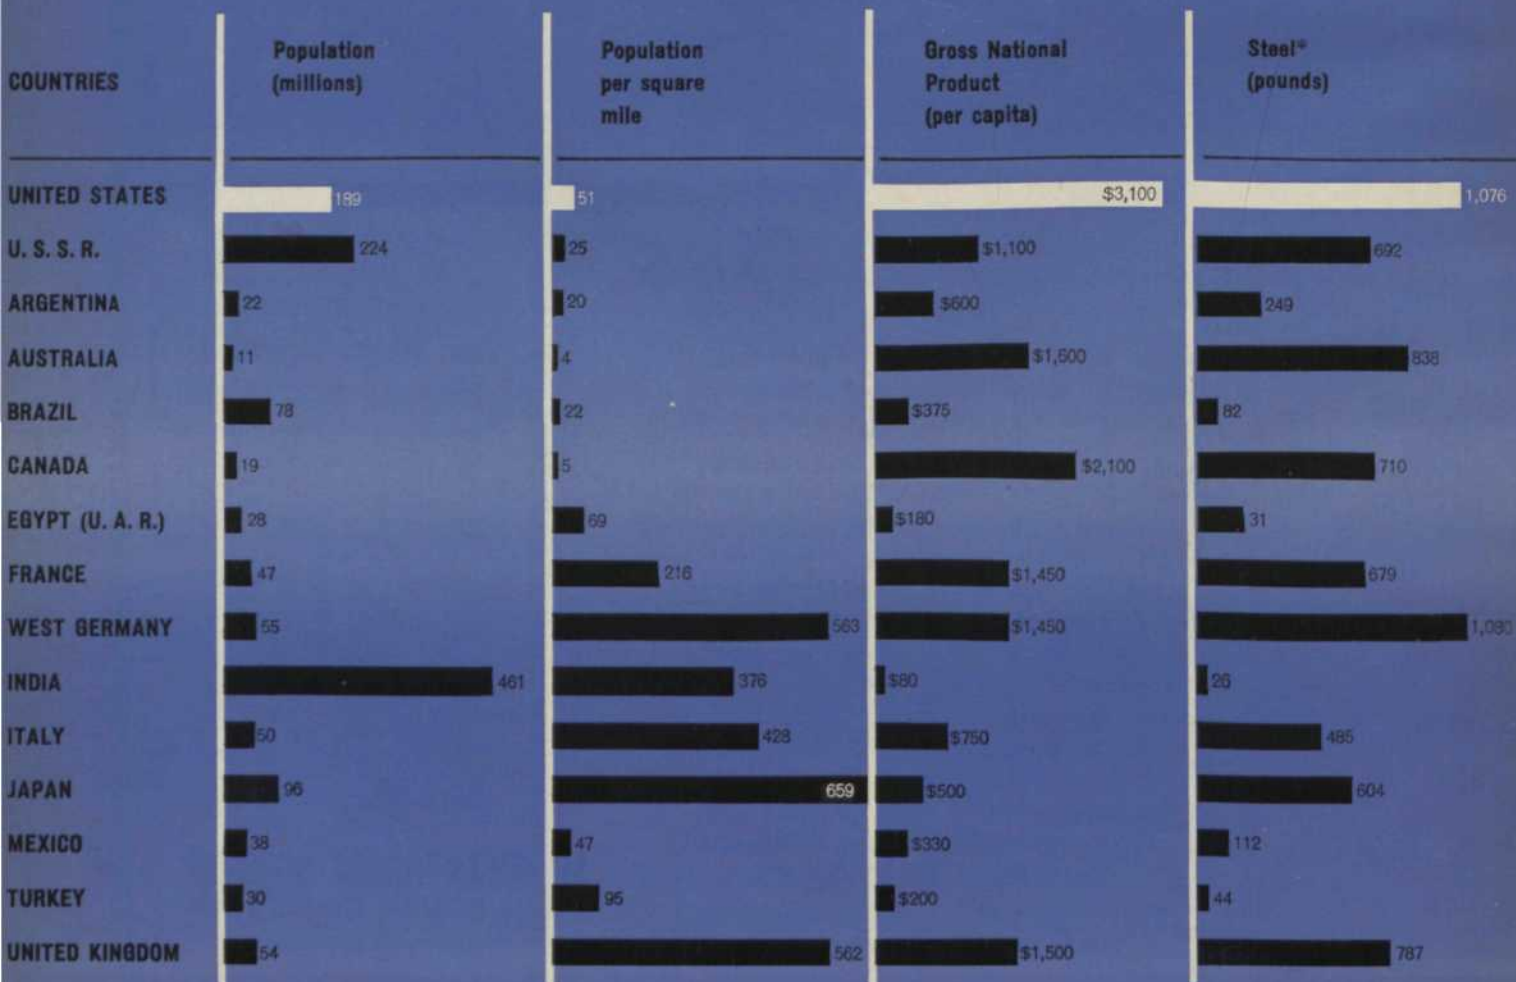 COUNTRIES
Population
(millions)
Population
per square
mile
Gross National
Product
(per capita)
Steel*
(pounds)
UNITED STATES 189 51 $3,100 1,076
U. S. S. R. 224 25 $1,100 692
ARGENTINA 22 20 $600 249
AUSTRALIA 11 4 $1,600 838
BRAZIL 78 22 $375 82
CANADA 19 5 $2,100 710
EGYPT (U. A. R.) 28 69 $180 31
FRANCE 47 216 $1,450 679
WEST GERMANY 55 563 $1,450 1,080
INDIA 461 376 $80 26
ITALY 50 428 $750 485
JAPAN 96 659 $500 604
MEXICO 38 47 $330 112
TURKEY 30 95 $200 44
UNITED KINGDOM 54 562 $1,500 787